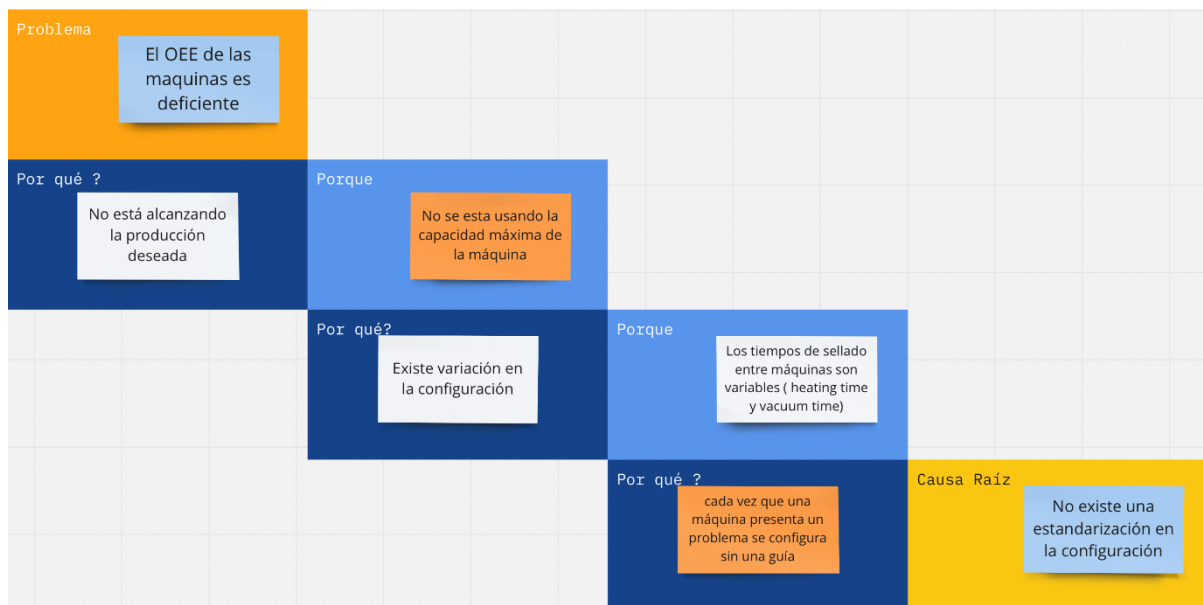 Problema
El OEE de las
maquinas es
deficiente
Por qué ?
No está alcanzando
la producción
deseada
Porque
No se esta usando la
capacidad máxima de
la máquina
Por qué?
Existe variación en
la configuración
Porque
Los tiempos de sellado
entre máquinas son
variables ( heating time
y vacuum time)
Por qué ?
cada vez que una
máquina presenta un
problema se configura
sin una guía
Causa Raíz
No existe una
estandarización en
la configuración